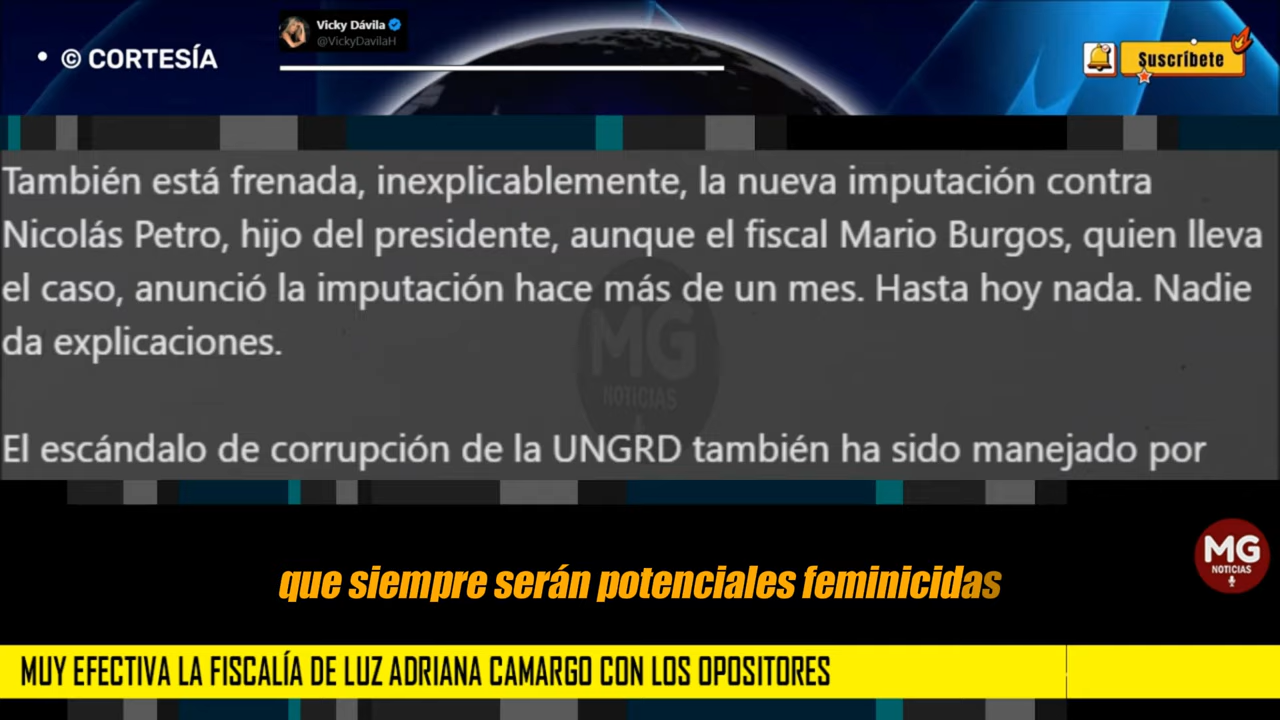 Vicky Dávila
@VickyDavilaH
• © CORTESÍA
Suscríbete
También está frenada, inexplicablemente, la nueva imputación contra
Nicolás Petro, hijo del presidente, aunque el fiscal Mario Burgos, quien lleva
el caso, anunció la imputación hace más de un mes. Hasta hoy nada. Nadie
da explicaciones.
MG
NOTICIAS
El escándalo de corrupción de la UNGRD también ha sido manejado por
MG
NOTICIAS
que siempre serán potenciales feminicidas
MUY EFECTIVA LA FISCALÍA DE LUZ ADRIANA CAMARGO CON LOS OPOSITORES